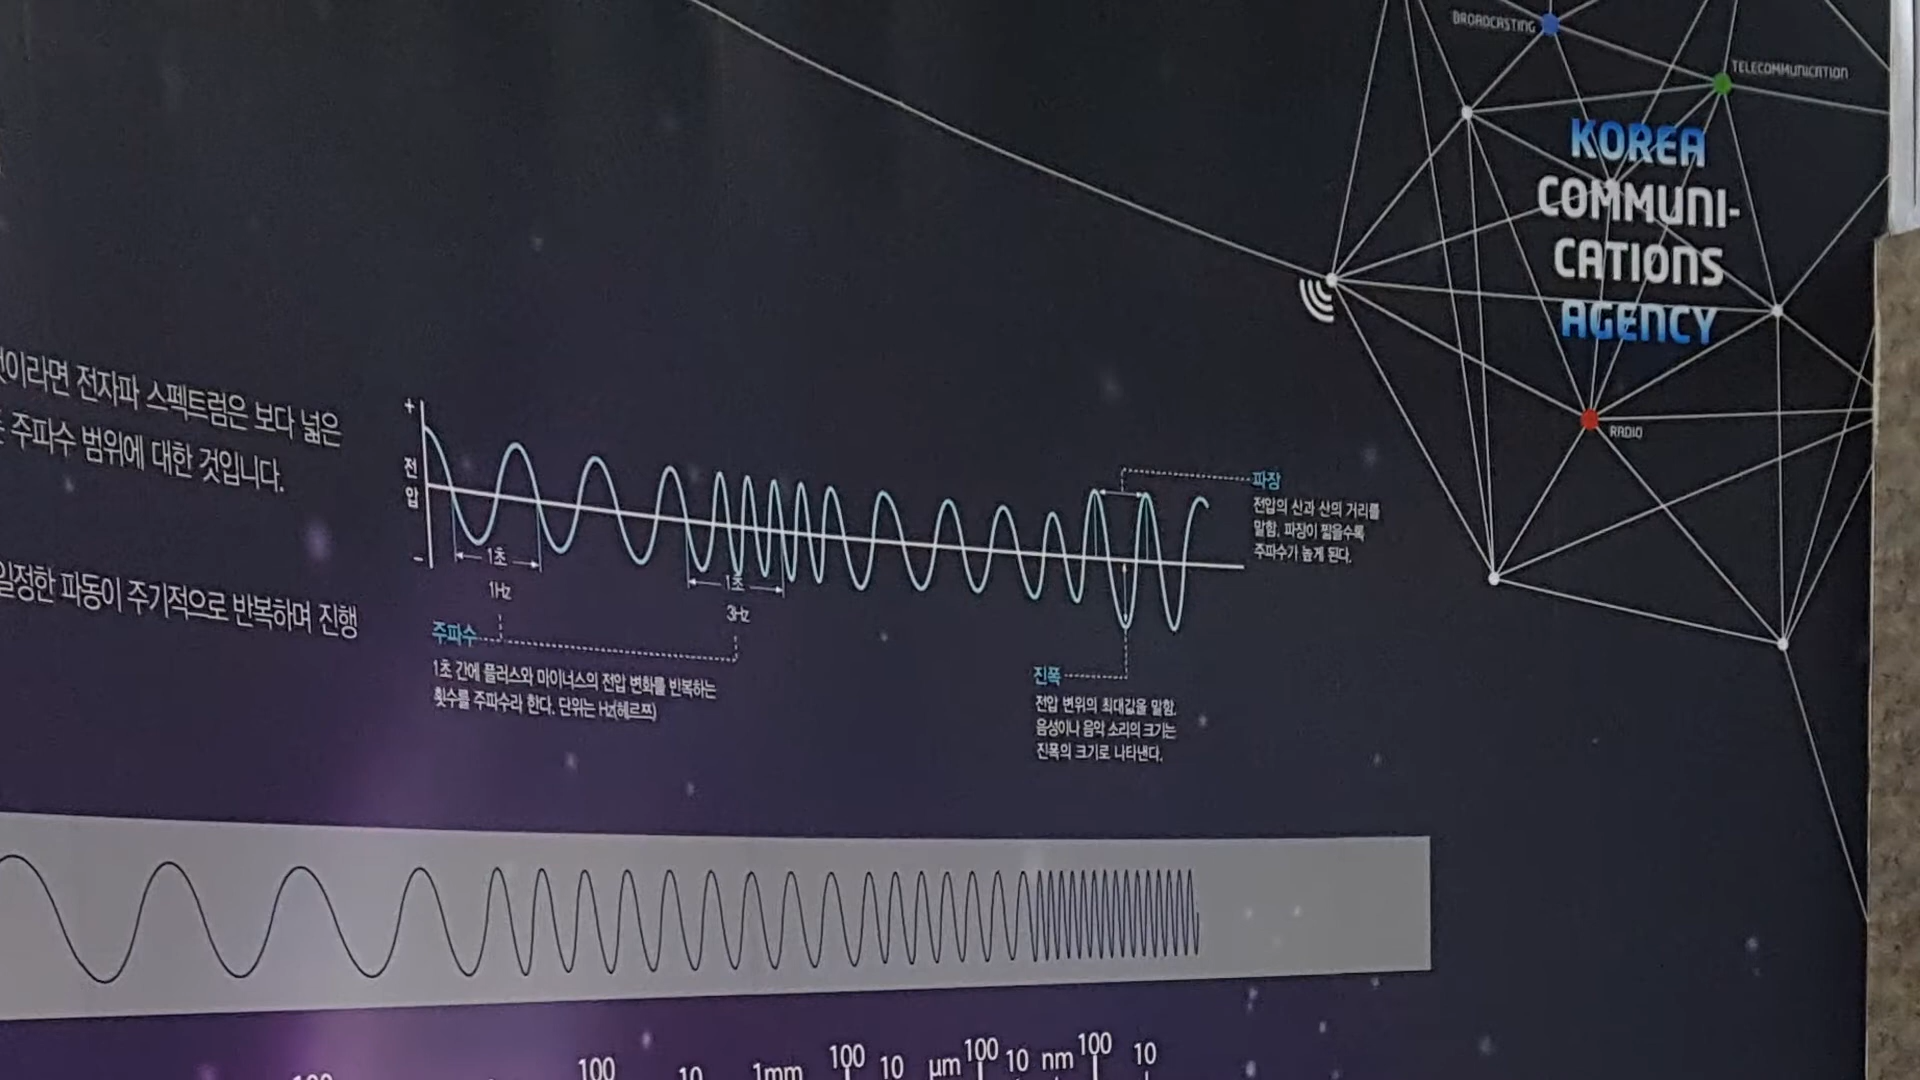 BROADCASTING
TELECOMMUNICATION
KOREA
COMMUNI-
CATIONS
AGENCY
RADIO
것이라면 전자파 스펙트럼은 보다 넓은
주파수 범위에 대한 것입니다.
일정한 파동이 주기적으로 반복하며 진행
+
전
압
-
1초
1Hz
1초
3Hz
주파수
1초 간에 플러스와 마이너스의 전압 변화를 반복하는
횟수를 주파수라 한다. 단위는 Hz(헤르쯔)
파장
전압의 산과 산의 거리를
말함. 파장이 짧을수록
주파수가 높게 된다.
진폭
전압 변위의 최대값을 말함.
음성이나 음악 소리의 크기는
진폭의 크기로 나타낸다.
100 10 1mm 100 10 µm 100 10 nm 100 10